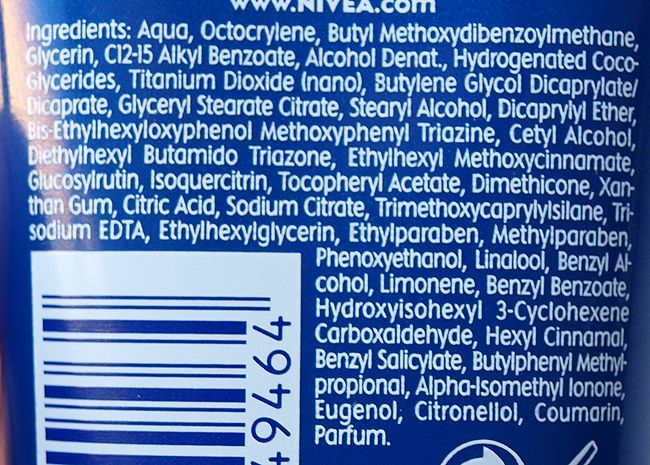 www.NIVEA.com
Ingredients: Aqua, Octocrylene, Butyl Methoxydibenzoylmethane,
Glycerin, C12-15 Alkyl Benzoate, Alcohol Denat., Hydrogenated Coco-
Glycerides, Titanium Dioxide (nano), Butylene Glycol Dicaprylate/
Dicaprate, Glyceryl Stearate Citrate, Stearyl Alcohol, Dicaprylyl Ether,
Bis-Ethylhexyloxyphenol Methoxyphenyl Triazine, Cetyl Alcohol,
Diethylhexyl Butamido Triazone, Ethylhexyl Methoxycinnamate,
Glucosylrutin, Isoquercitrin, Tocopheryl Acetate, Dimethicone, Xan-
than Gum, Citric Acid, Sodium Citrate, Trimethoxycaprylylsilane, Tri-
sodium EDTA, Ethylhexylglycerin, Ethylparaben, Methylparaben,
Phenoxyethanol, Linalool, Benzyl Al-
cohol, Limonene, Benzyl Benzoate,
Hydroxyisohexyl 3-Cyclohexene
Carboxaldehyde, Hexyl Cinnamal,
Benzyl Salicylate, Butylphenyl Methyl-
propional, Alpha-Isomethyl Ionone,
Eugenol, Citronellol, Coumarin,
Parfum.
49464